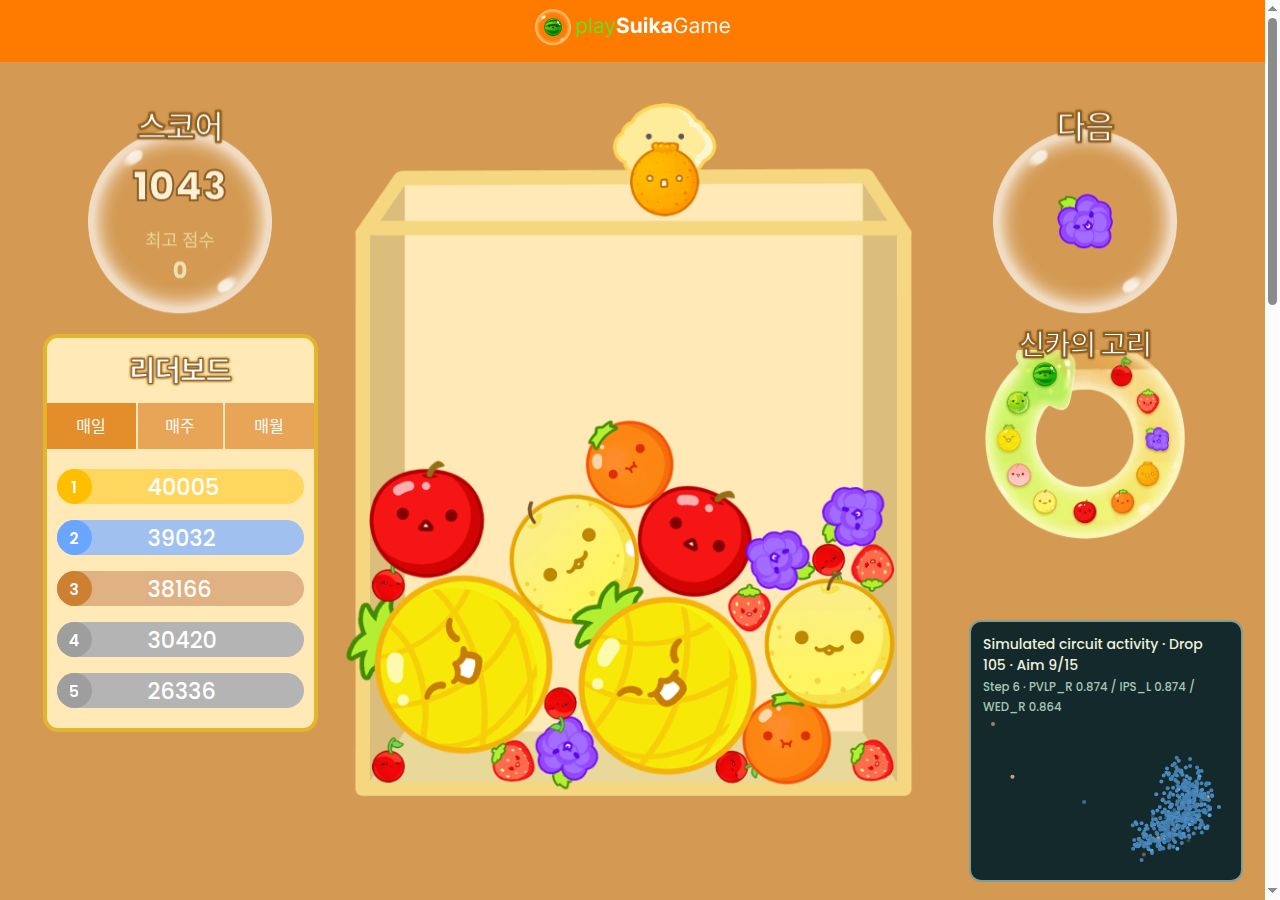 playSuikaGame
스코어
1043
최고 점수
0
다음
신카의 고리
리더보드
매일
매주
매월
1 40005
2 39032
3 38166
4 30420
5 26336
Simulated circuit activity · Drop
105 · Aim 9/15
Step 6 · PVLP_R 0.874 / IPS_L 0.874 /
WED_R 0.864